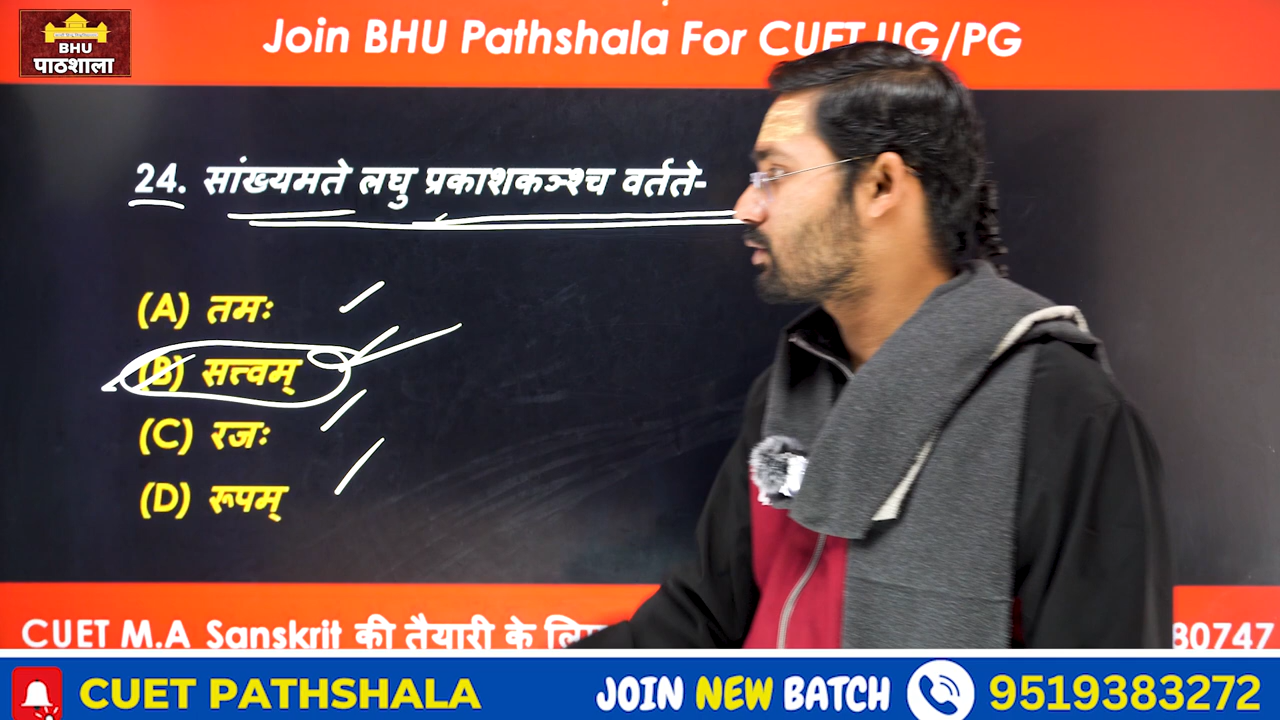 BHU
पाठशाला
Join BHU Pathshala For CUET UG/PG
24. सांख्यमते लघु प्रकाशकञ्श्च वर्तते-
(A) तमः
(B) सत्त्वम्
(C) रजः
(D) रूपम्
CUET M.A Sanskrit की तैयारी के लिए 80747
CUET PATHSHALA
JOIN NEW BATCH
9519383272